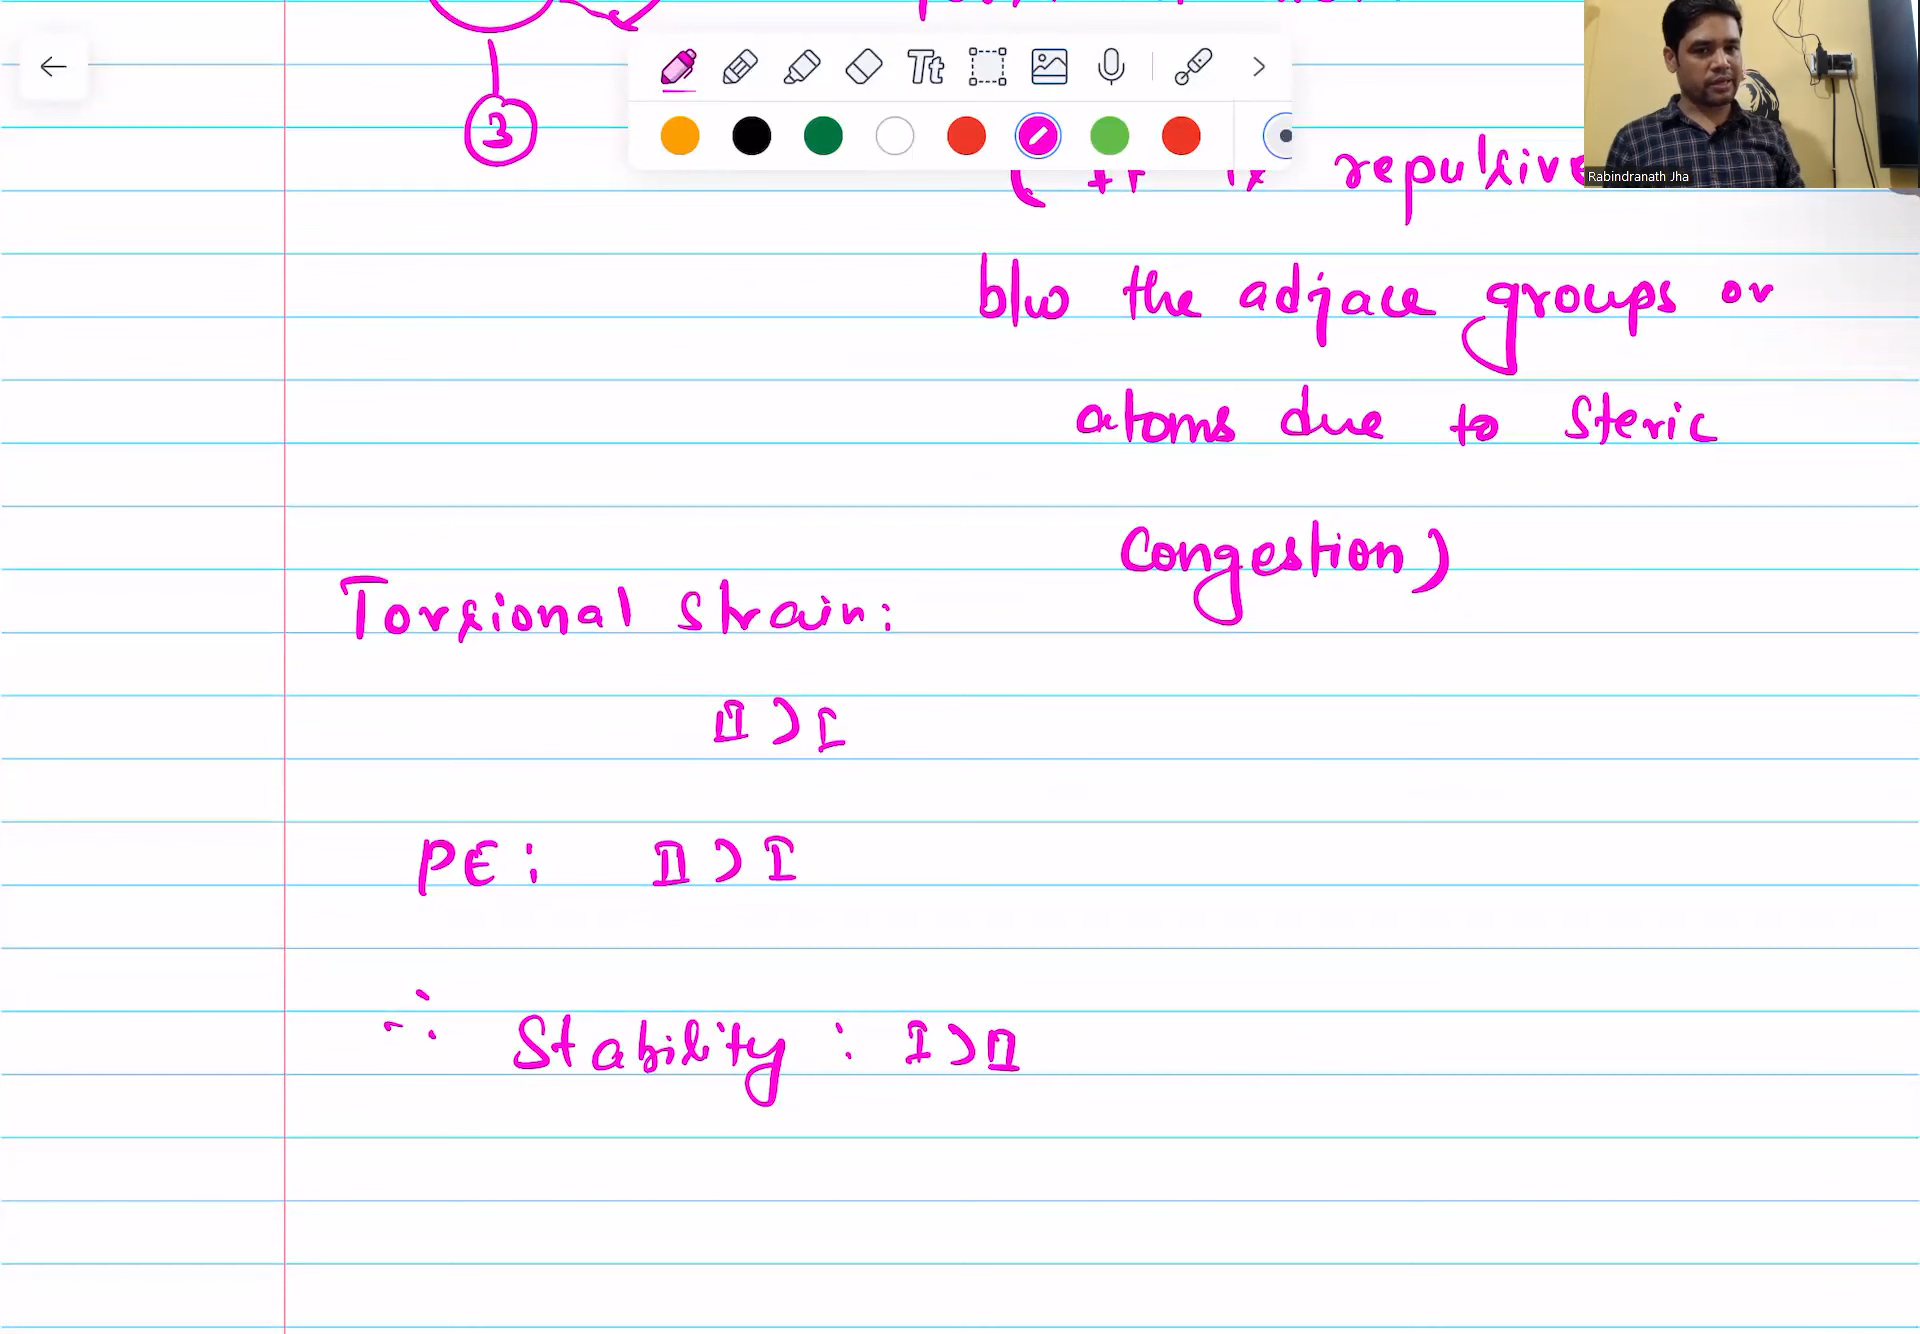 3
Tt
Rabindranath Jha
repulsive
b/w the adjace groups or
atoms due to Steric
Congestion)
Torsional Strain:
II > I
PE: II > I
∴ Stability : I > II